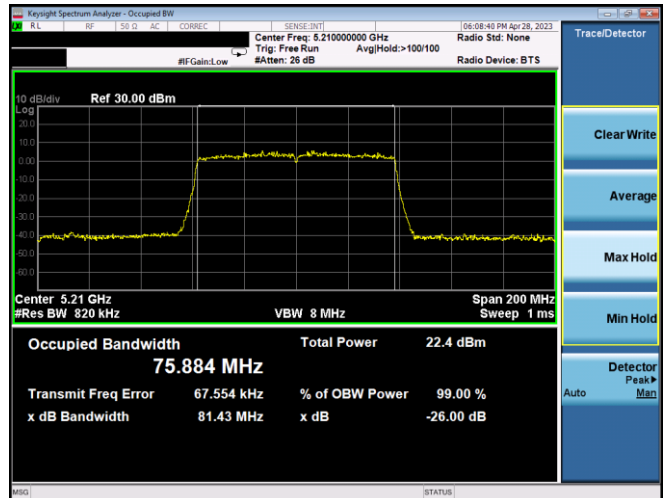 Keysight Spectrum Analyzer - Occupied BW
RL RF 50 Ω AC CORREC SENSE:INT 06:08:40 PM Apr 28, 2023
Center Freq: 5.210000000 GHz Radio Std: None
Trig: Free Run Avg|Hold:>100/100
#IFGain:Low #Atten: 26 dB Radio Device: BTS
10 dB/div Ref 30.00 dBm
Log
20.0
10.0
0.00
-10.0
-20.0
-30.0
-40.0
-50.0
-60.0
Center 5.21 GHz Span 200 MHz
#Res BW 820 kHz VBW 8 MHz Sweep 1 ms
Occupied Bandwidth Total Power 22.4 dBm
75.884 MHz
Transmit Freq Error 67.554 kHz % of OBW Power 99.00 %
x dB Bandwidth 81.43 MHz x dB -26.00 dB
MSG STATUS
Trace/Detector
Clear Write
Average
Max Hold
Min Hold
Detector
Peak▶
Auto Man